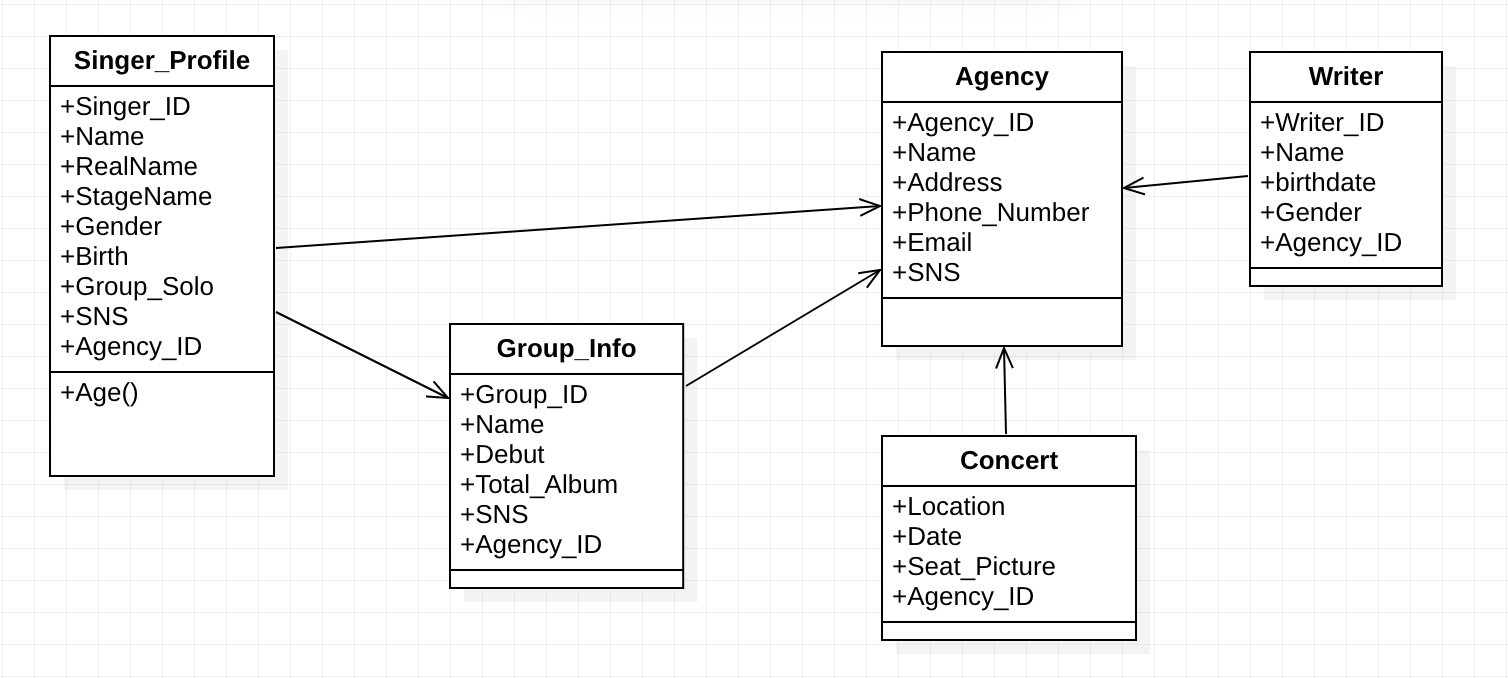 Singer_Profile
+Singer_ID
+Name
+RealName
+StageName
+Gender
+Birth
+Group_Solo
+SNS
+Agency_ID
+Age()
Group_Info
+Group_ID
+Name
+Debut
+Total_Album
+SNS
+Agency_ID
Agency
+Agency_ID
+Name
+Address
+Phone_Number
+Email
+SNS
Concert
+Location
+Date
+Seat_Picture
+Agency_ID
Writer
+Writer_ID
+Name
+birthdate
+Gender
+Agency_ID